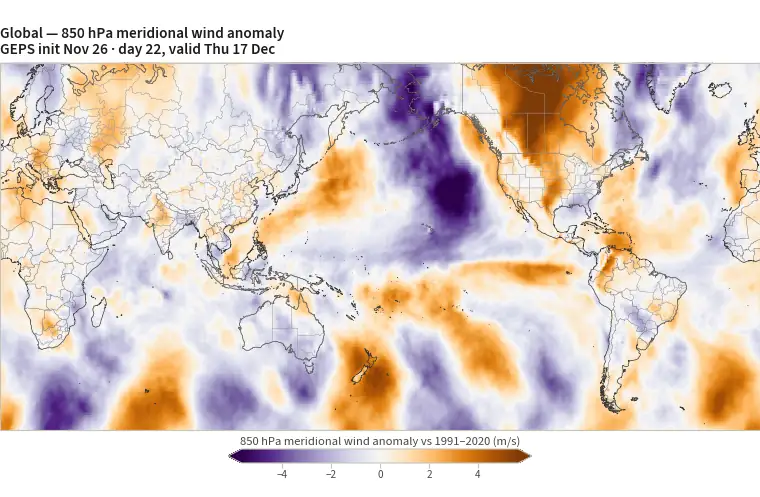 Global — 850 hPa meridional wind anomaly
GEPS init Nov 26 · day 22, valid Thu 17 Dec
850 hPa meridional wind anomaly vs 1991–2020 (m/s)
−4 −2 0 2 4